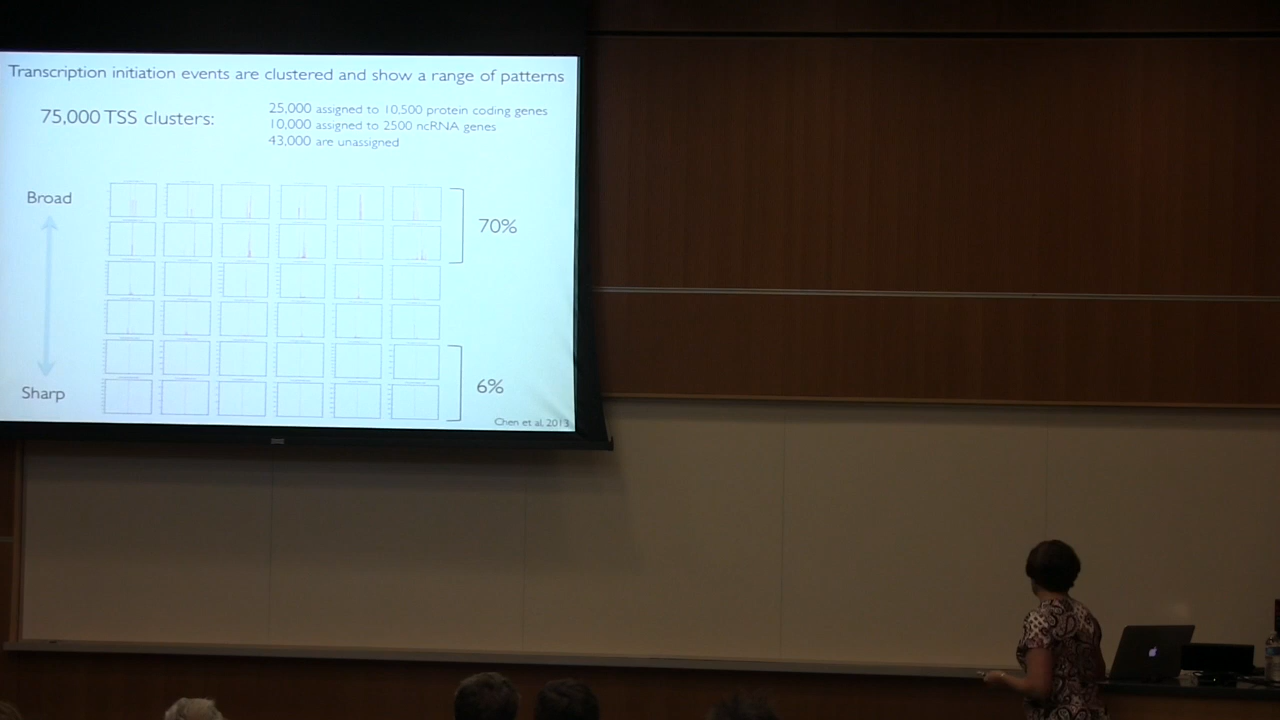 Transcription initiation events are clustered and show a range of patterns
75,000 TSS clusters:
25,000 assigned to 10,500 protein coding genes
10,000 assigned to 2500 ncRNA genes
43,000 are unassigned
Broad
70%
Sharp
6%
Chen et al. 2013